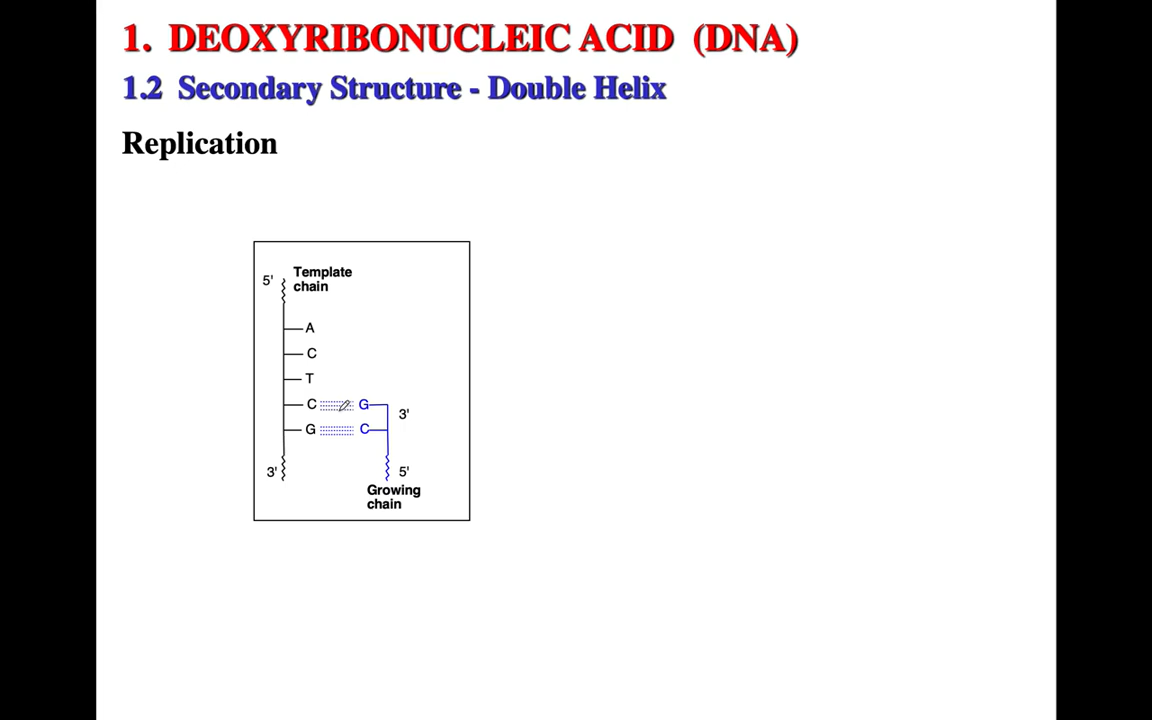 1. DEOXYRIBONUCLEIC ACID (DNA)
1.2 Secondary Structure - Double Helix
Replication
5'
Template
chain
A
C
T
C G
3'
G C
3' 5'
Growing
chain